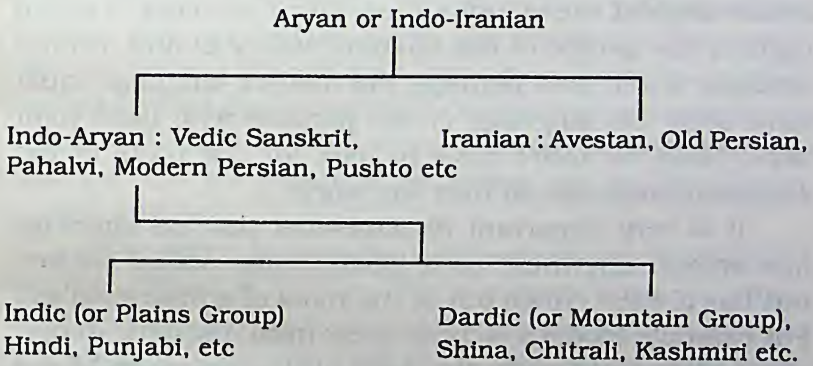 Aryan or Indo-Iranian
Indo-Aryan : Vedic Sanskrit, Iranian : Avestan, Old Persian,
Pahalvi, Modern Persian, Pushto etc
Indic (or Plains Group) Dardic (or Mountain Group),
Hindi, Punjabi, etc Shina, Chitrali, Kashmiri etc.